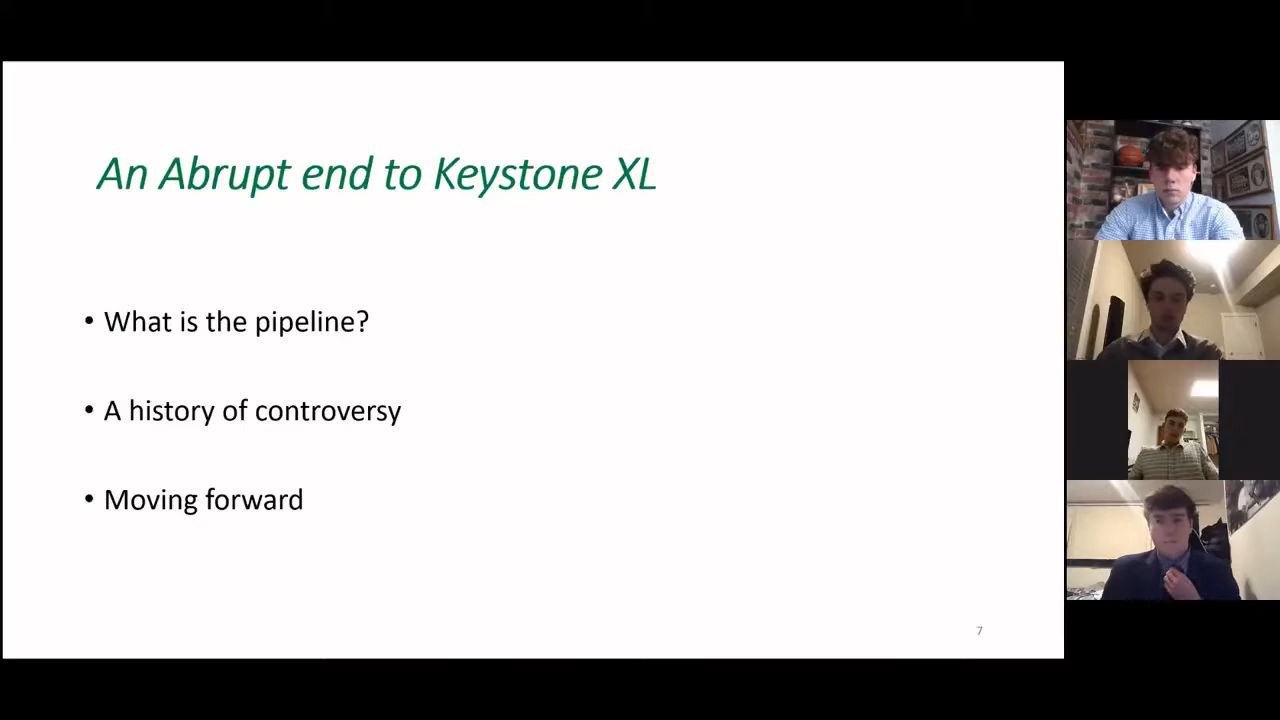 An Abrupt end to Keystone XL
• What is the pipeline?
• A history of controversy
• Moving forward
7